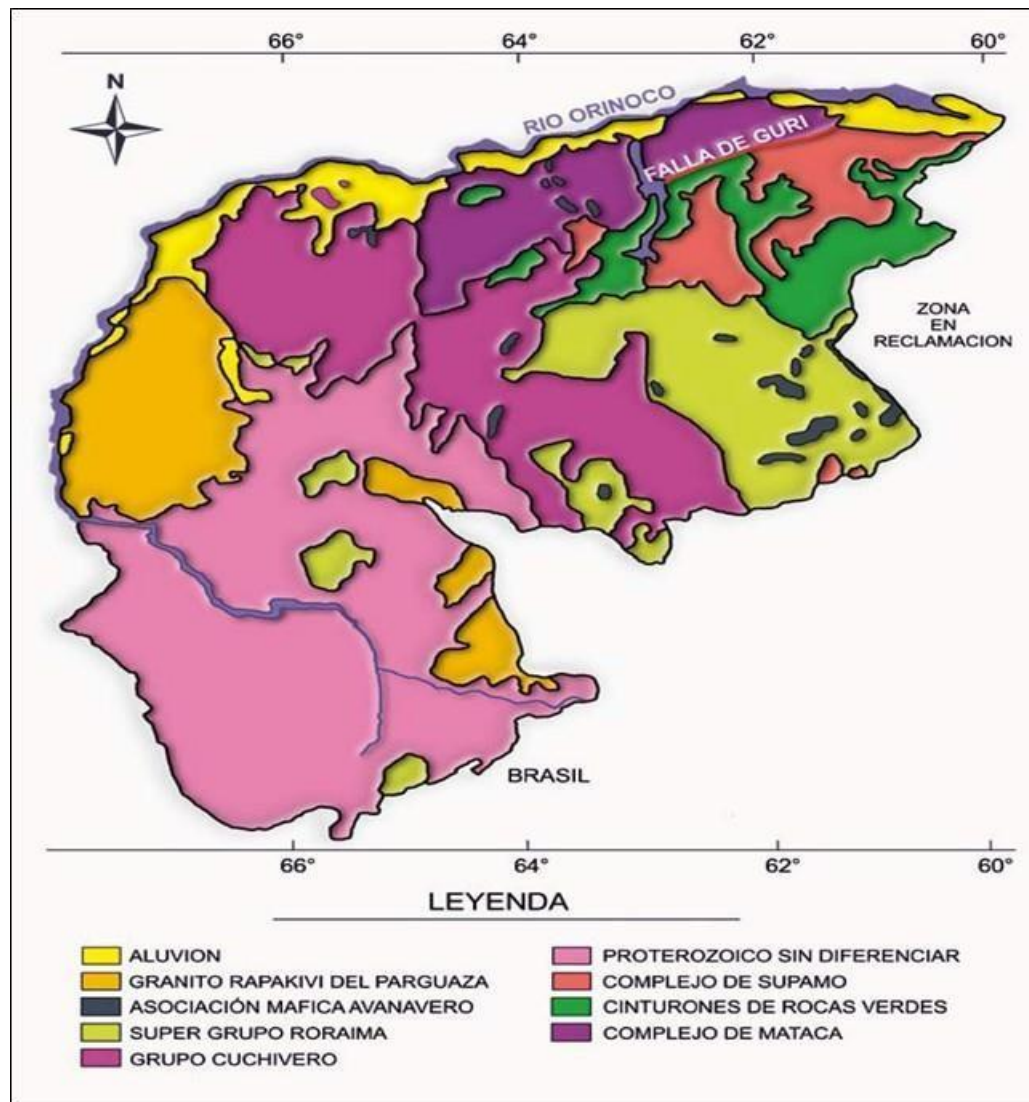 66° 64° 62° 60°
N
RIO ORINOCO
FALLA DE GURI
ZONA
EN
RECLAMACION
BRASIL
66° 64° 62° 60°
LEYENDA
ALUVION
GRANITO RAPAKIVI DEL PARGUAZA
ASOCIACIÓN MAFICA AVANAVERO
SUPER GRUPO RORAIMA
GRUPO CUCHIVERO
PROTEROZOICO SIN DIFERENCIAR
COMPLEJO DE SUPAMO
CINTURONES DE ROCAS VERDES
COMPLEJO DE MATACA